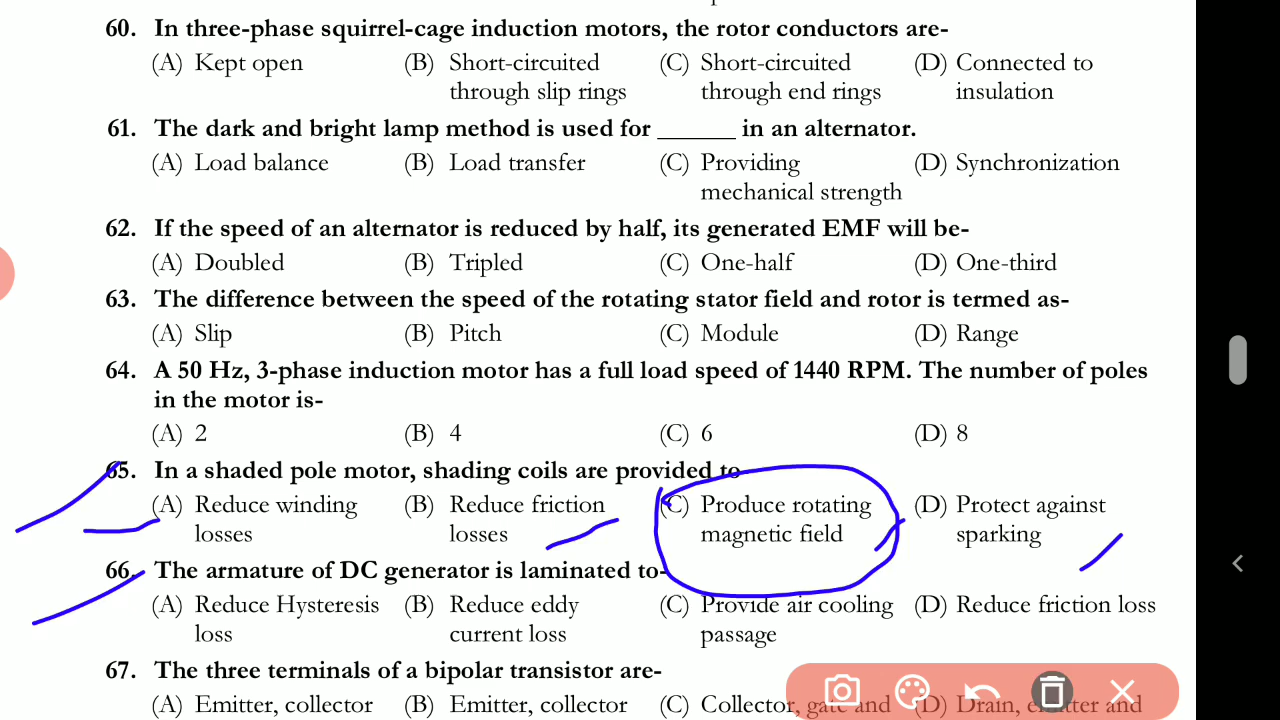 60. In three-phase squirrel-cage induction motors, the rotor conductors are-
(A) Kept open (B) Short-circuited (C) Short-circuited (D) Connected to
through slip rings through end rings insulation
61. The dark and bright lamp method is used for ______ in an alternator.
(A) Load balance (B) Load transfer (C) Providing (D) Synchronization
mechanical strength
62. If the speed of an alternator is reduced by half, its generated EMF will be-
(A) Doubled (B) Tripled (C) One-half (D) One-third
63. The difference between the speed of the rotating stator field and rotor is termed as-
(A) Slip (B) Pitch (C) Module (D) Range
64. A 50 Hz, 3-phase induction motor has a full load speed of 1440 RPM. The number of poles
in the motor is-
(A) 2 (B) 4 (C) 6 (D) 8
65. In a shaded pole motor, shading coils are provided to-
(A) Reduce winding (B) Reduce friction (C) Produce rotating (D) Protect against
losses losses magnetic field sparking
66. The armature of DC generator is laminated to-
(A) Reduce Hysteresis (B) Reduce eddy (C) Provide air cooling (D) Reduce friction loss
loss current loss passage
67. The three terminals of a bipolar transistor are-
(A) Emitter, collector (B) Emitter, collector (C) Collector, gate and (D) Drain, emitter and